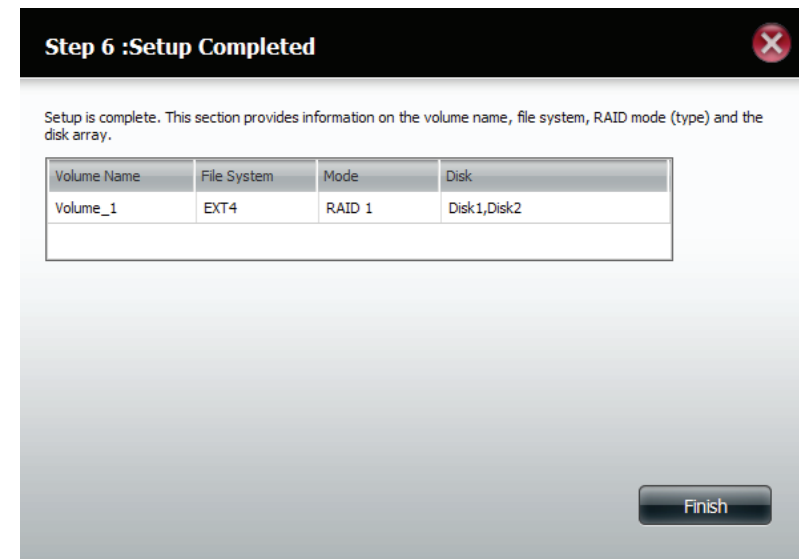 Step 6 :Setup Completed
Setup is complete. This section provides information on the volume name, file system, RAID mode (type) and the
disk array.
Volume Name File System Mode Disk
Volume_1 EXT4 RAID 1 Disk1,Disk2
Finish